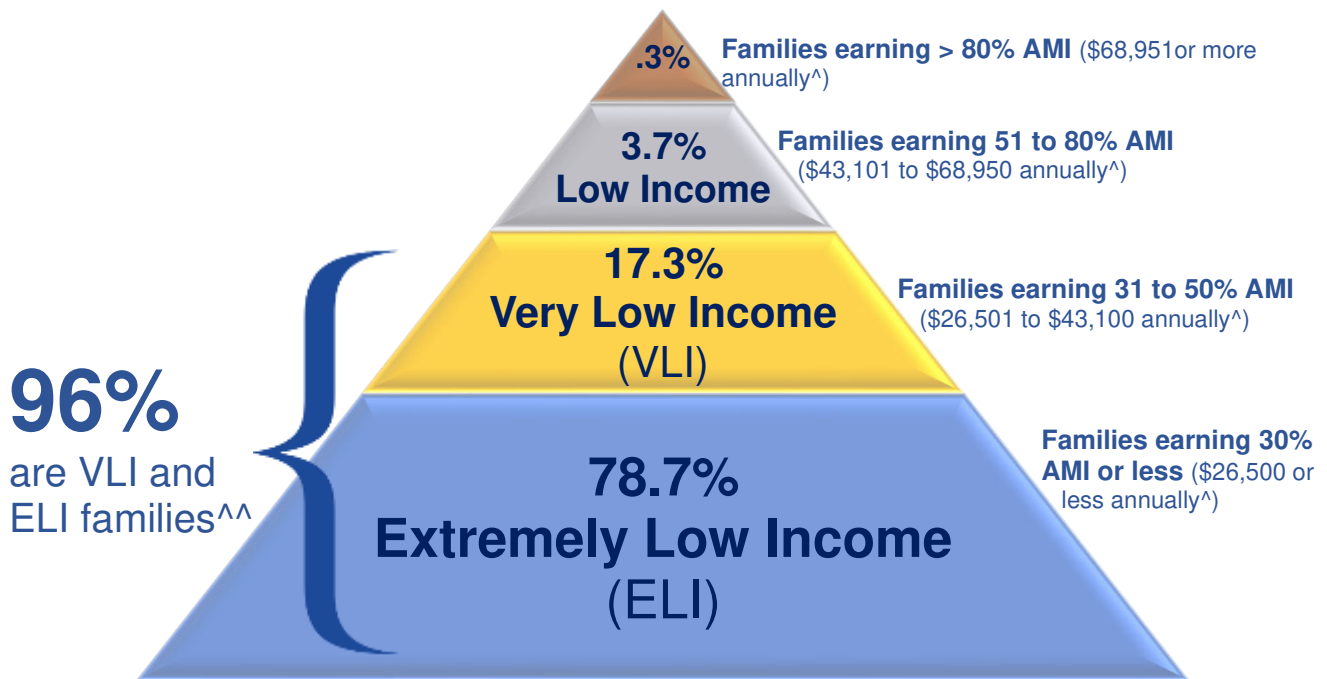 .3%
Families earning > 80% AMI ($68,951or more
annually^)
3.7%
Low Income
Families earning 51 to 80% AMI
($43,101 to $68,950 annually^)
17.3%
Very Low Income
(VLI)
Families earning 31 to 50% AMI
($26,501 to $43,100 annually^)
96%
are VLI and
ELI families^^
78.7%
Extremely Low Income
(ELI)
Families earning 30%
AMI or less ($26,500 or
less annually^)